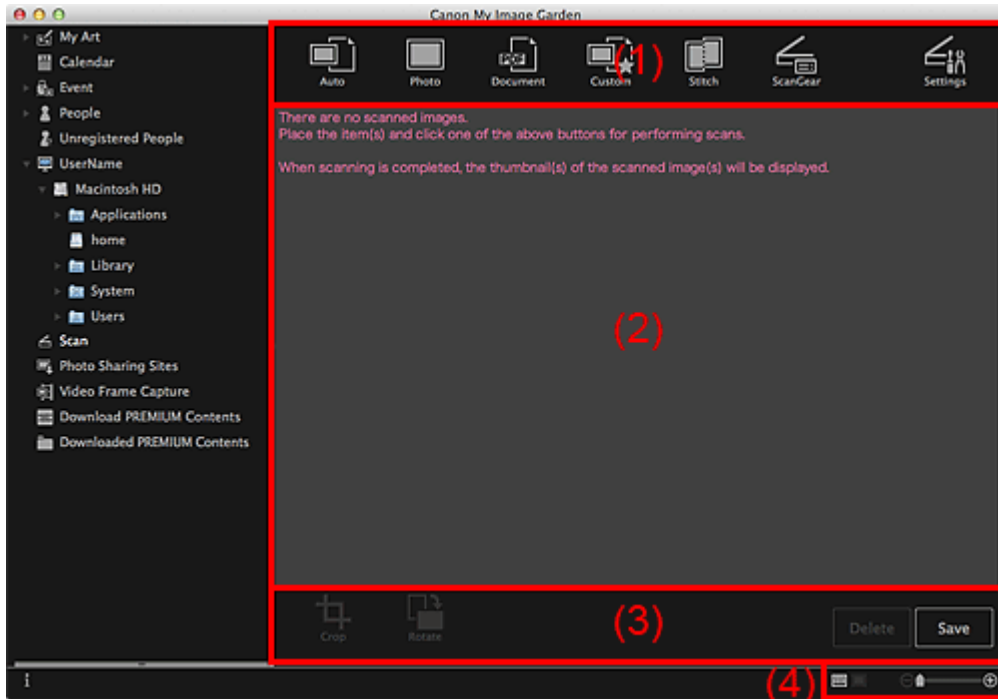 Canon My Image Garden
My Art
Calendar
Event
People
Unregistered People
UserName
Macintosh HD
Applications
home
Library
System
Users
Scan
Photo Sharing Sites
Video Frame Capture
Download PREMIUM Contents
Downloaded PREMIUM Contents
(1)
Auto Photo Document Custom Stitch ScanGear Settings
There are no scanned images.
Place the item(s) and click one of the above buttons for performing scans.
When scanning is completed, the thumbnail(s) of the scanned image(s) will be displayed.
(2)
Crop Rotate (3) Delete Save
(4)